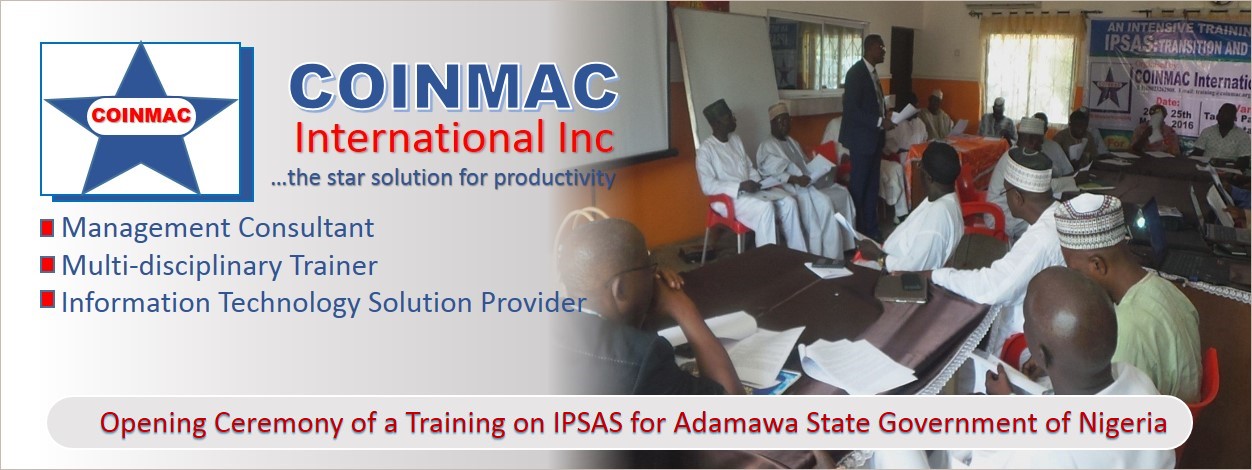 COINMAC
COINMAC
International Inc
...the star solution for productivity
Management Consultant
Multi-disciplinary Trainer
Information Technology Solution Provider
AN INTENSIVE TRAINING
IPSAS:TRANSITION AND
COINMAC Internatio
Date:
25th
2016
Opening Ceremony of a Training on IPSAS for Adamawa State Government of Nigeria